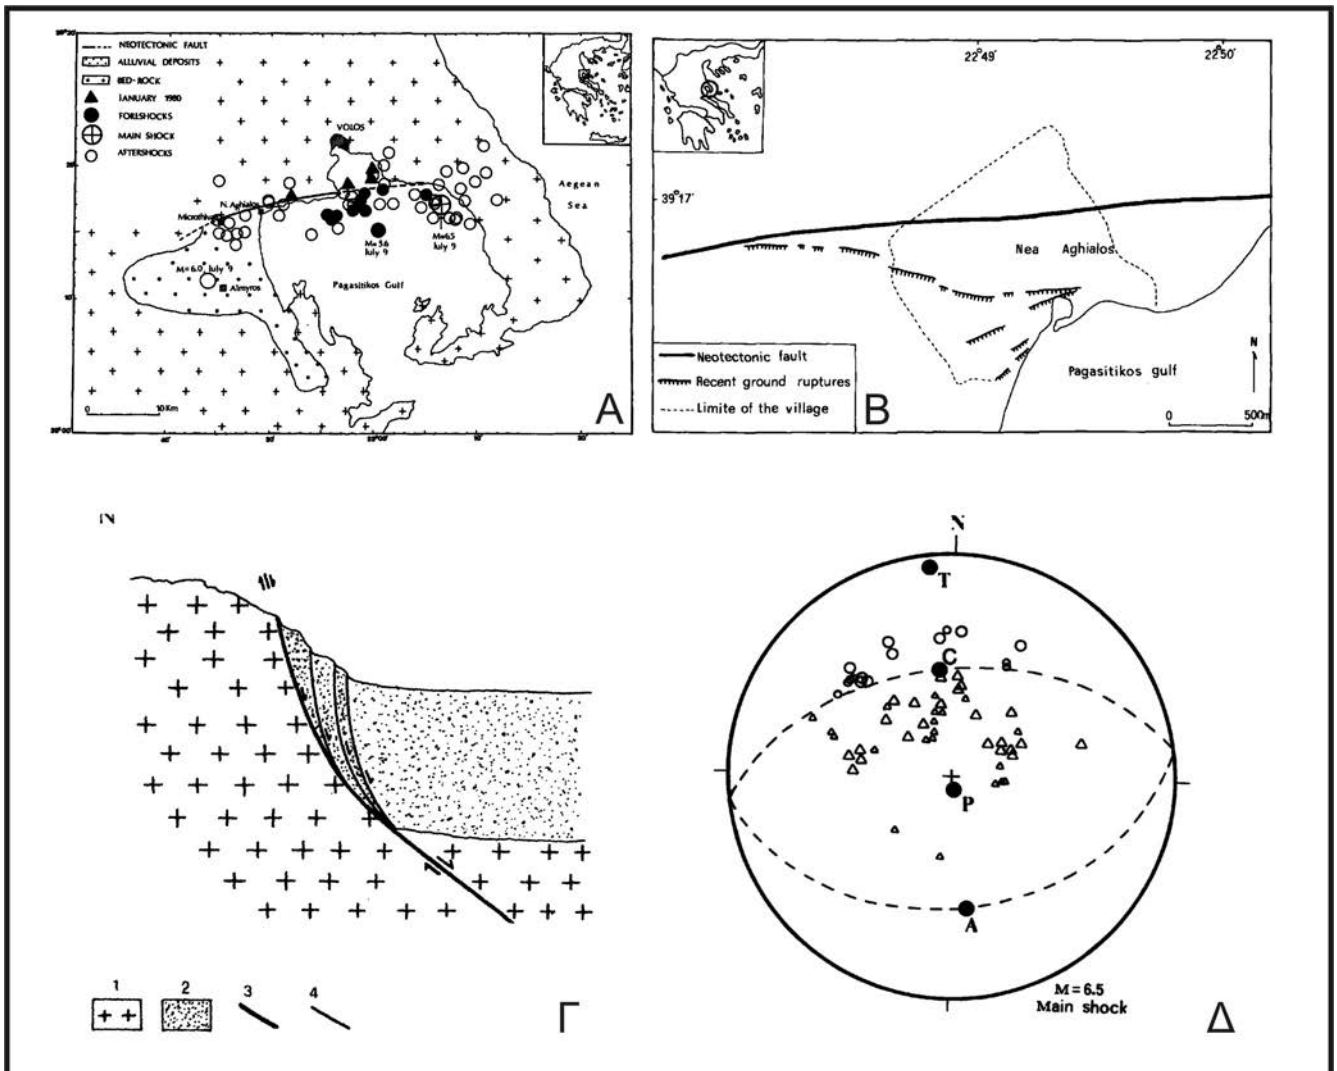 NEOTECTONIC FAULT
ALLUVIAL DEPOSITS
BED-ROCK
JANUARY 1980
FORESHOCKS
MAIN SHOCK
AFTERSHOCKS
VOLOS
Aegean
Sea
N. Aghialos
M=6.5
July 9
M=5.6
July 9
M=6.0 July 9
Almyros
Pagasitikos Gulf
0 10 Km
A
22°49'
22°50'
39°17'
Nea Aghialos
N
Pagasitikos gulf
Neotectonic fault
Recent ground ruptures
Limite of the village
0 500m
B
N
1 2 3 4
Γ
N
T
C
P
A
M = 6.5
Main shock
Δ